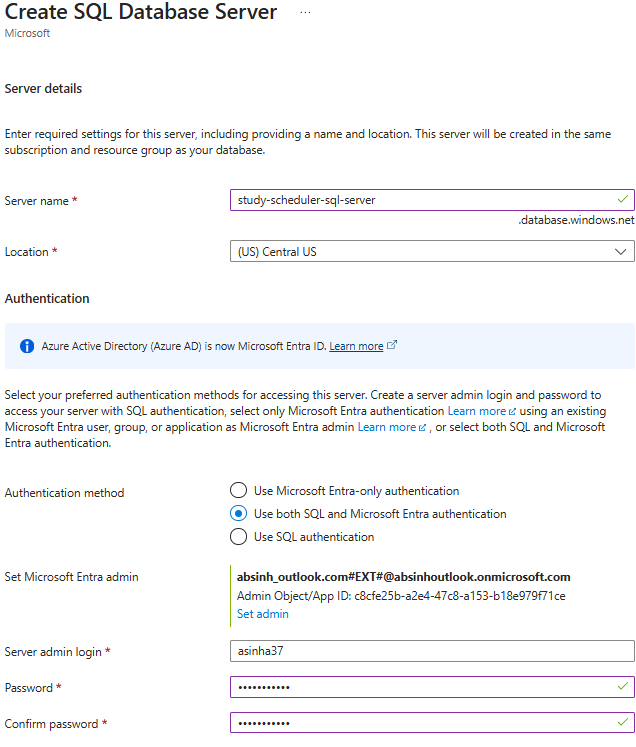 Create SQL Database Server ...
Microsoft
Server details
Enter required settings for this server, including providing a name and location. This server will be created in the same
subscription and resource group as your database.
Server name *
study-scheduler-sql-server
.database.windows.net
Location *
(US) Central US
Authentication
Azure Active Directory (Azure AD) is now Microsoft Entra ID. Learn more
Select your preferred authentication methods for accessing this server. Create a server admin login and password to
access your server with SQL authentication, select only Microsoft Entra authentication Learn more using an existing
Microsoft Entra user, group, or application as Microsoft Entra admin Learn more , or select both SQL and Microsoft
Entra authentication.
Authentication method
Use Microsoft Entra-only authentication
Use both SQL and Microsoft Entra authentication
Use SQL authentication
Set Microsoft Entra admin
absinh_outlook.com#EXT#@absinhoutlook.onmicrosoft.com
Admin Object/App ID: c8cfe25b-a2e4-47c8-a153-b18e979f71ce
Set admin
Server admin login *
asinha37
Password *
•••••••••••
Confirm password *
•••••••••••